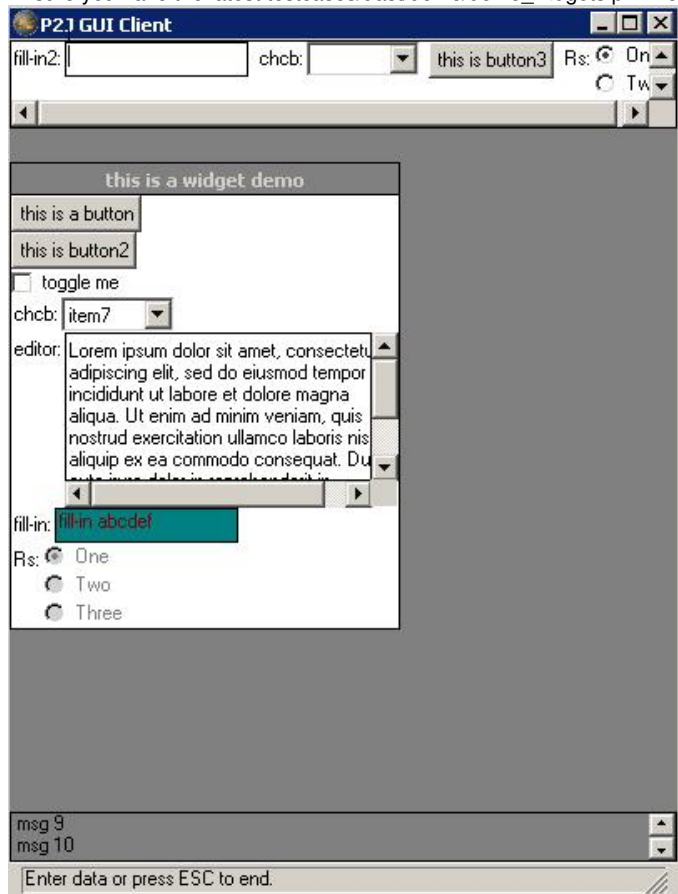 P2J GUI Client
fill-in2: chcb: this is button3 Rs: On
Tw
this is a widget demo
this is a button
this is button2
toggle me
chcb: item7
editor: Lorem ipsum dolor sit amet, consectetu
adipiscing elit, sed do eiusmod tempor
incididunt ut labore et dolore magna
aliqua. Ut enim ad minim veniam, quis
nostrud exercitation ullamco laboris nis
aliquip ex ea commodo consequat. Du
fill-in: fill-in abcdef
Rs: One
Two
Three
msg 9
msg 10
Enter data or press ESC to end.